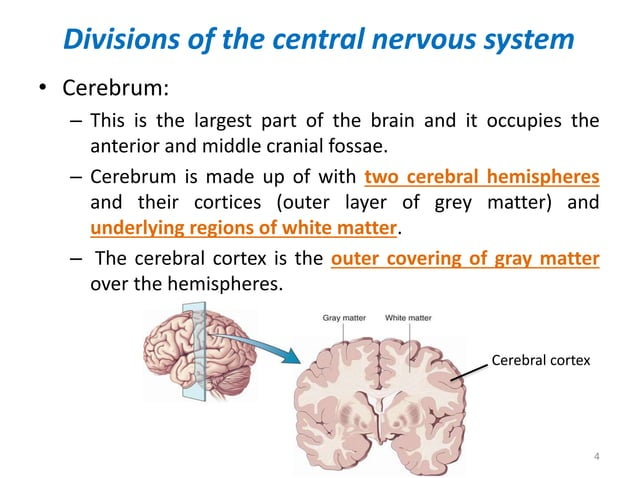 Divisions of the central nervous system
• Cerebrum:
– This is the largest part of the brain and it occupies the
anterior and middle cranial fossae.
– Cerebrum is made up of with two cerebral hemispheres
and their cortices (outer layer of grey matter) and
underlying regions of white matter.
– The cerebral cortex is the outer covering of gray matter
over the hemispheres.
Gray matter White matter
Cerebral cortex
4